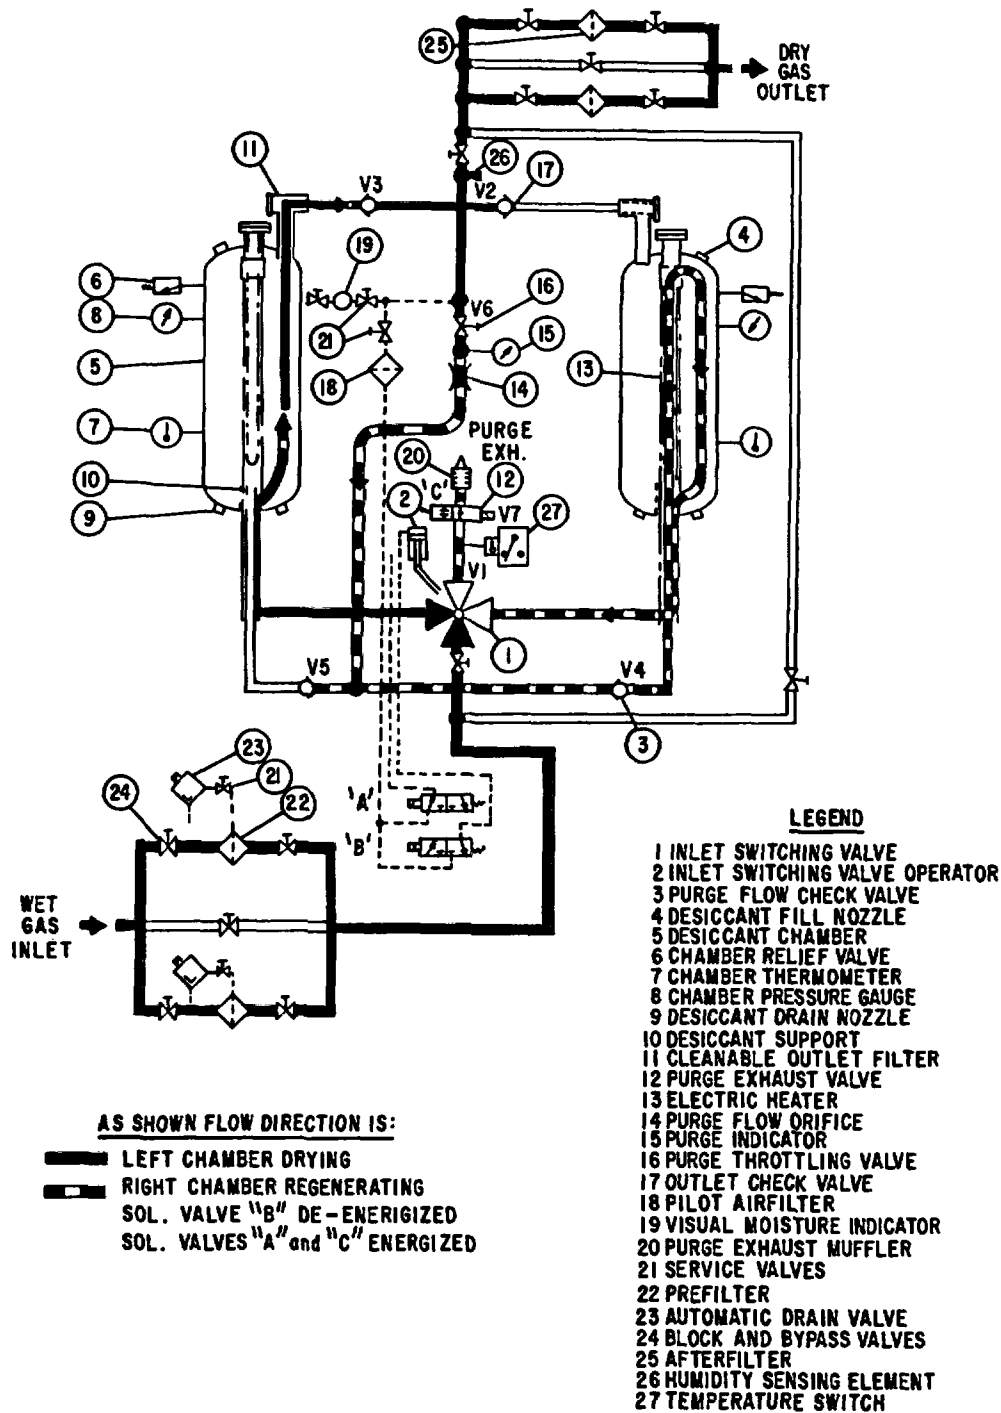 25
DRY
GAS
OUTLET
11
V3
26
V2
17
4
19
6
16
V6
8
21
15
5
18
14
13
PURGE
EXH.
7
20
"C"
12
10
2
V7
27
9
V1
1
V5
V4
3
23
21
24
22
"A"
"B"
WET
GAS
INLET
LEGEND
1 INLET SWITCHING VALVE
2 INLET SWITCHING VALVE OPERATOR
3 PURGE FLOW CHECK VALVE
4 DESICCANT FILL NOZZLE
5 DESICCANT CHAMBER
6 CHAMBER RELIEF VALVE
7 CHAMBER THERMOMETER
8 CHAMBER PRESSURE GAUGE
9 DESICCANT DRAIN NOZZLE
10 DESICCANT SUPPORT
11 CLEANABLE OUTLET FILTER
12 PURGE EXHAUST VALVE
13 ELECTRIC HEATER
14 PURGE FLOW ORIFICE
15 PURGE INDICATOR
16 PURGE THROTTLING VALVE
17 OUTLET CHECK VALVE
18 PILOT AIRFILTER
19 VISUAL MOISTURE INDICATOR
20 PURGE EXHAUST MUFFLER
21 SERVICE VALVES
22 PREFILTER
23 AUTOMATIC DRAIN VALVE
24 BLOCK AND BYPASS VALVES
25 AFTERFILTER
26 HUMIDITY SENSING ELEMENT
27 TEMPERATURE SWITCH
AS SHOWN FLOW DIRECTION IS:
LEFT CHAMBER DRYING
RIGHT CHAMBER REGENERATING
SOL. VALVE "B" DE-ENERIGIZED
SOL. VALVES "A" and "C" ENERGIZED